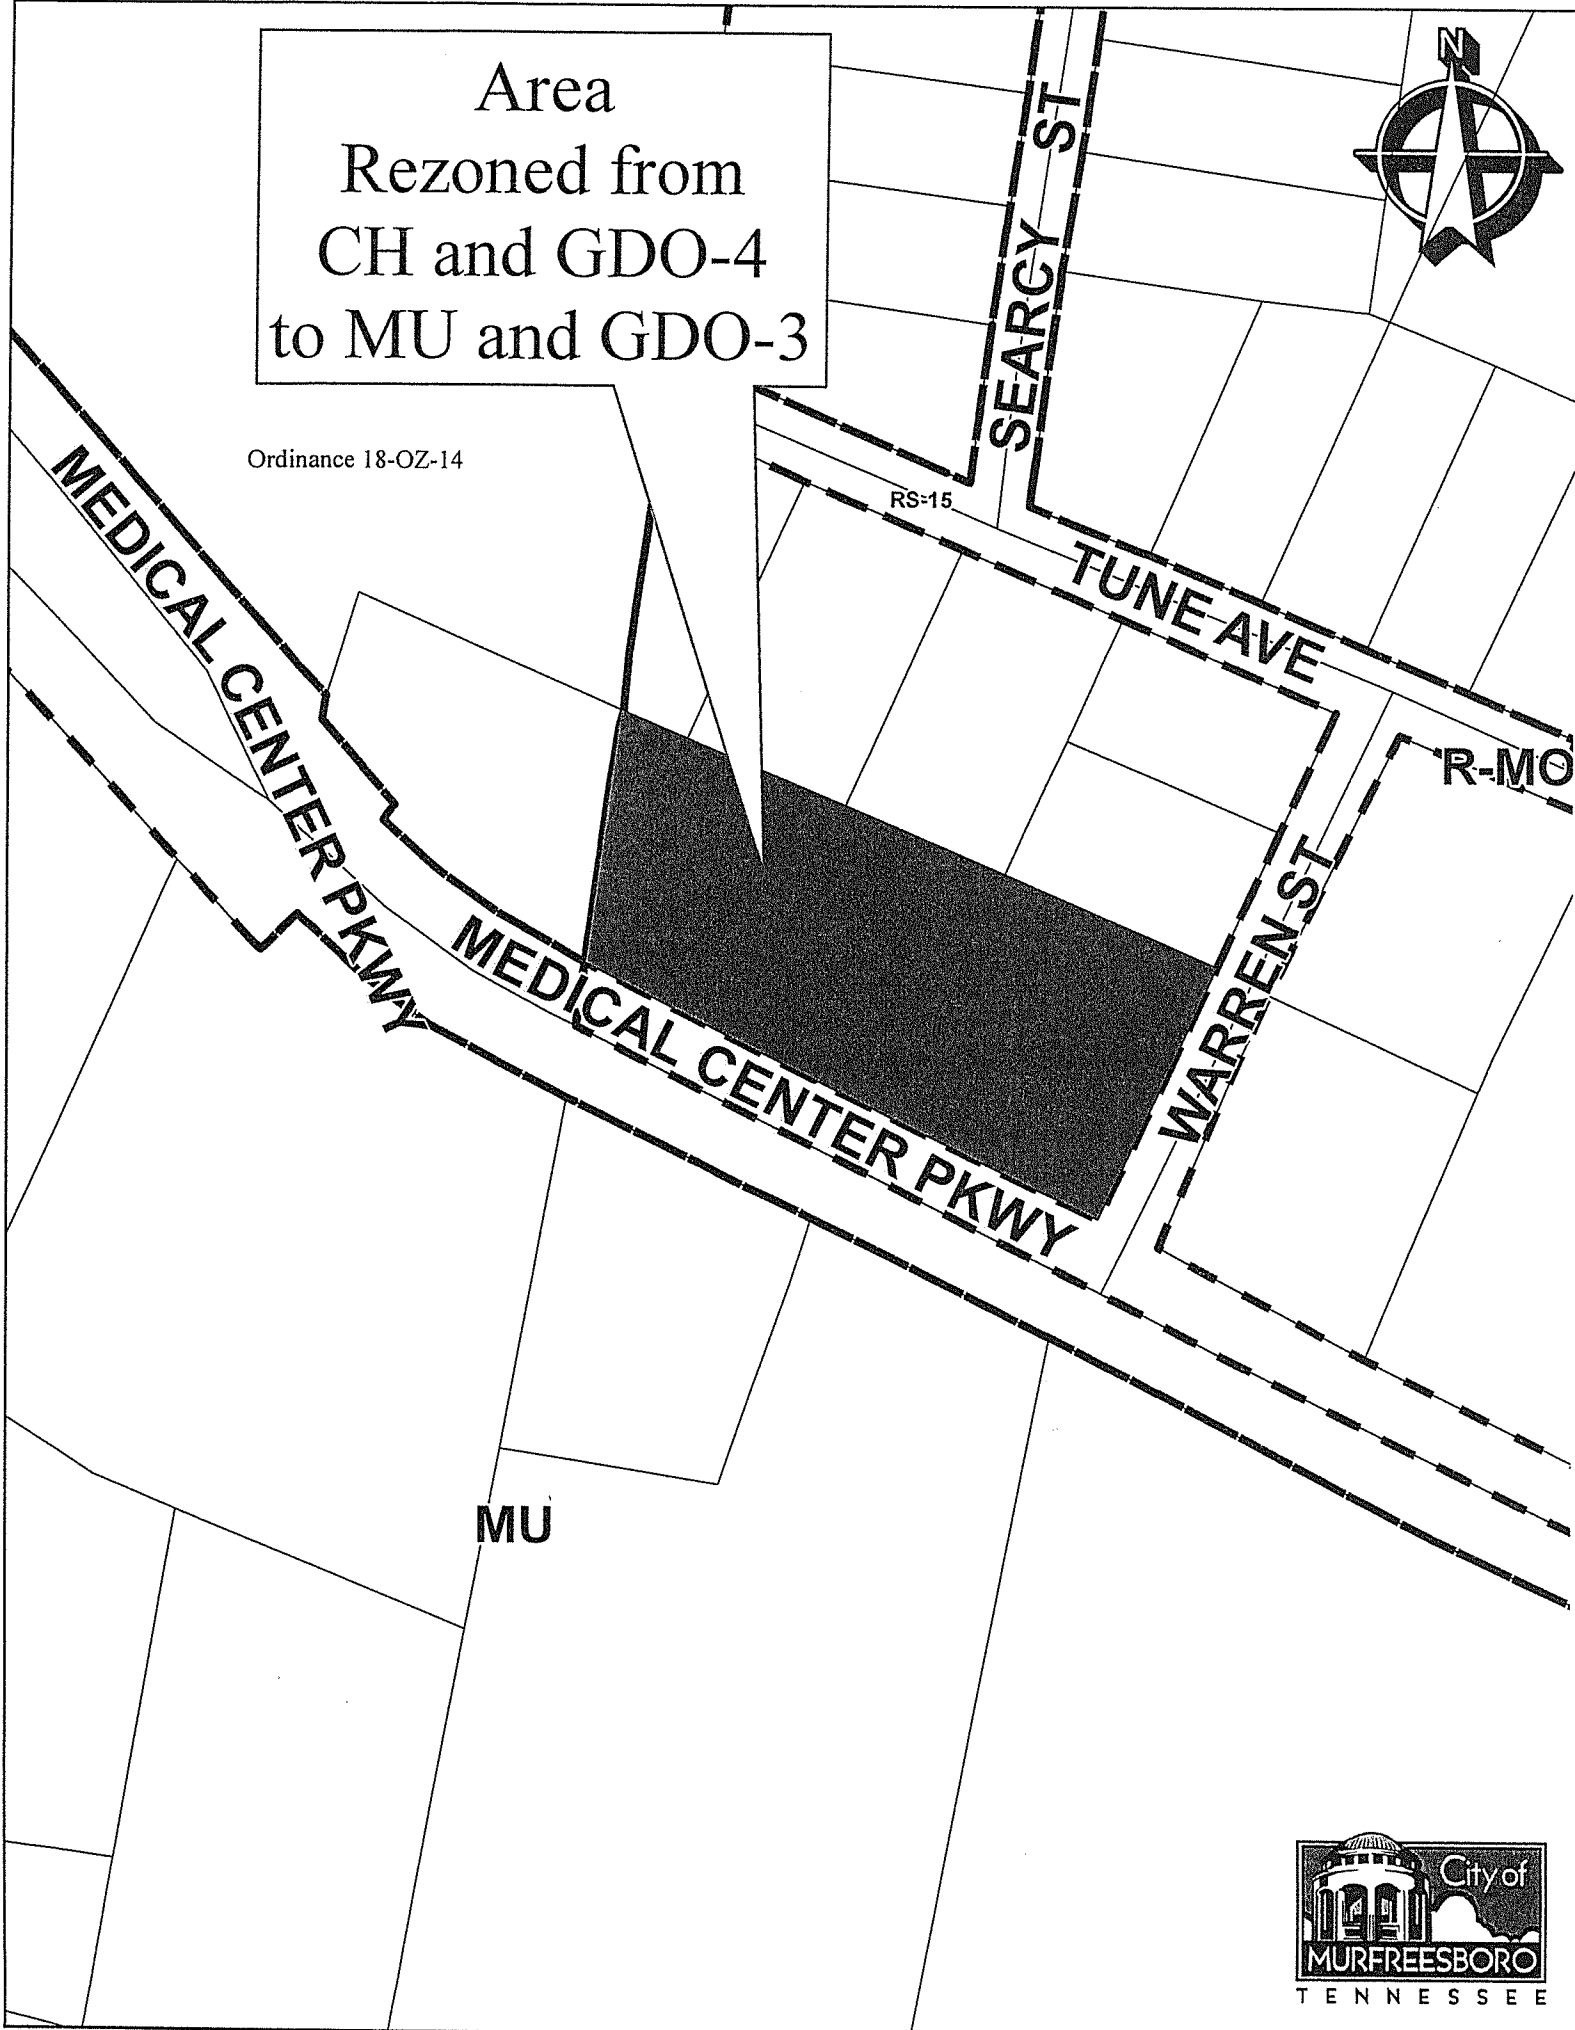 Area
Rezoned from
CH and GDO-4
to MU and GDO-3
N
SEARCY ST
Ordinance 18-OZ-14
RS-15
MEDICAL CENTER PKWY
TUNE AVE
R-MO
WARREN ST
MEDICAL CENTER PKWY
MU
City of
MURFREESBORO
TENNESSEE